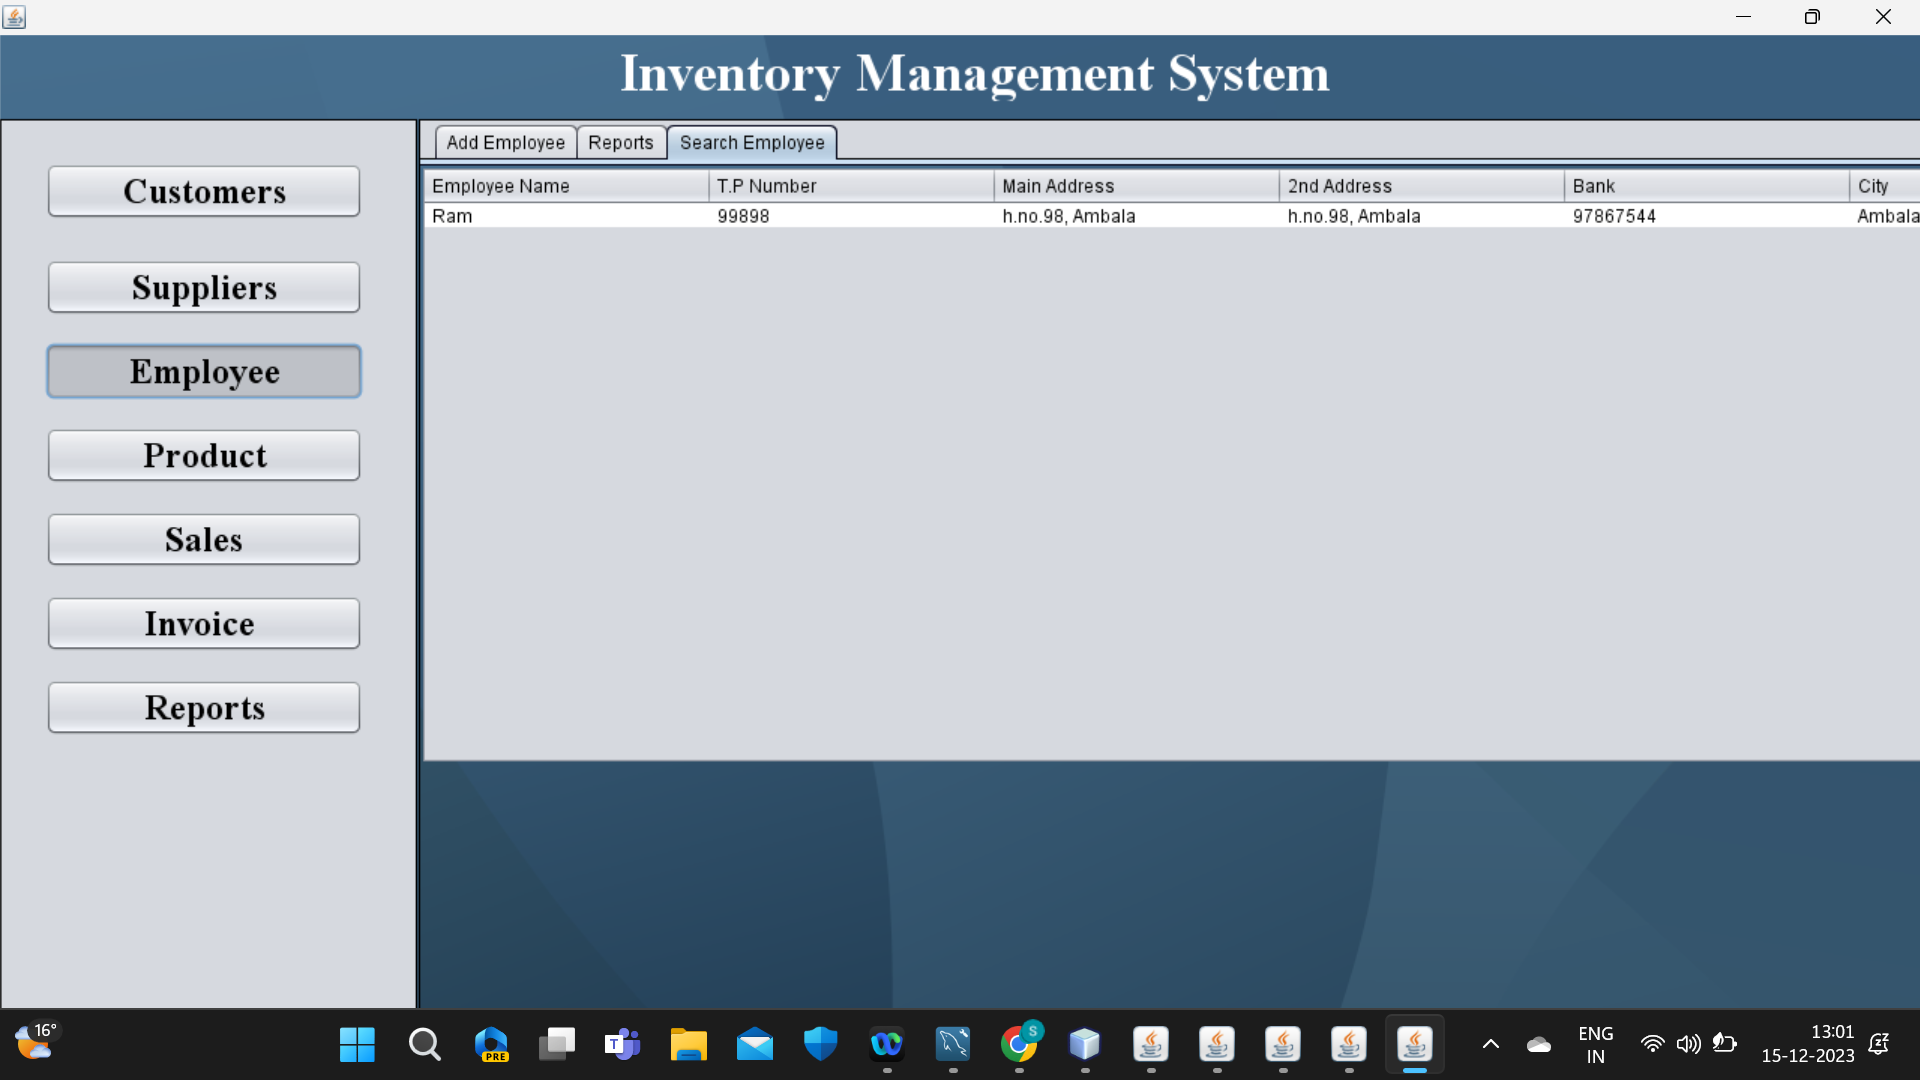 Inventory Management System
Add Employee Reports Search Employee
Customers
Suppliers
Employee
Product
Sales
Invoice
Reports
Employee Name T.P Number Main Address 2nd Address Bank City
Ram 99898 h.no.98, Ambala h.no.98, Ambala 97867544 Ambala
16°
PRE
T
S
ENG
IN
13:01
15-12-2023